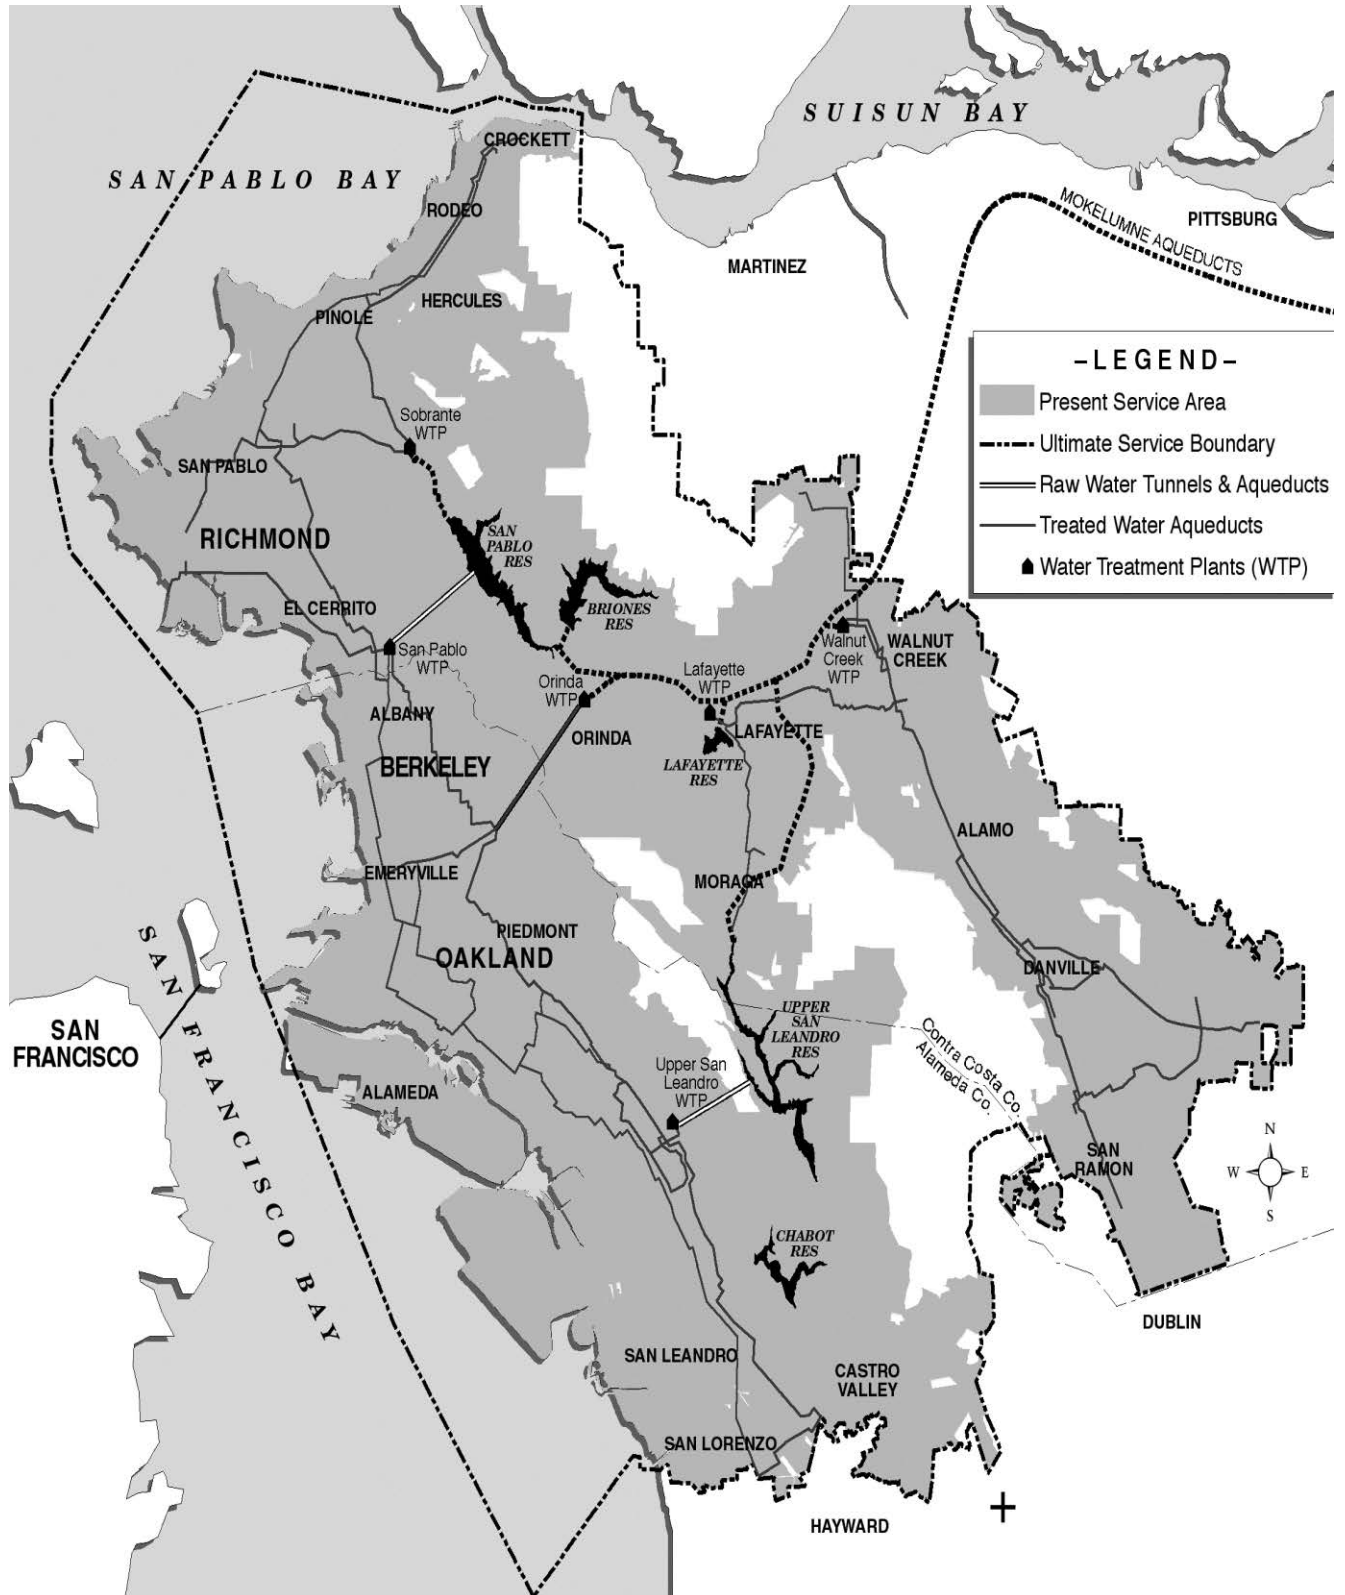 SUISUN BAY
CROCKETT
SAN PABLO BAY
RODEO
MOKELUMNE AQUEDUCTS
PITTSBURG
MARTINEZ
HERCULES
PINOLE
–LEGEND–
Present Service Area
Ultimate Service Boundary
Raw Water Tunnels & Aqueducts
Treated Water Aqueducts
Water Treatment Plants (WTP)
Sobrante
WTP
SAN PABLO
RICHMOND
SAN
PABLO
RES
EL CERRITO
BRIONES
RES
San Pablo
WTP
Walnut
Creek
WTP
WALNUT
CREEK
Orinda
WTP
Lafayette
WTP
ALBANY
ORINDA
LAFAYETTE
BERKELEY
LAFAYETTE
RES
ALAMO
EMERYVILLE
MORAGA
PIEDMONT
OAKLAND
DANVILLE
SAN FRANCISCO BAY
SAN
FRANCISCO
UPPER
SAN
LEANDRO
RES
Contra Costa Co.
Alameda Co.
Upper San
Leandro
WTP
ALAMEDA
SAN
RAMON
N
W E
S
CHABOT
RES
DUBLIN
SAN LEANDRO
CASTRO
VALLEY
SAN LORENZO
HAYWARD